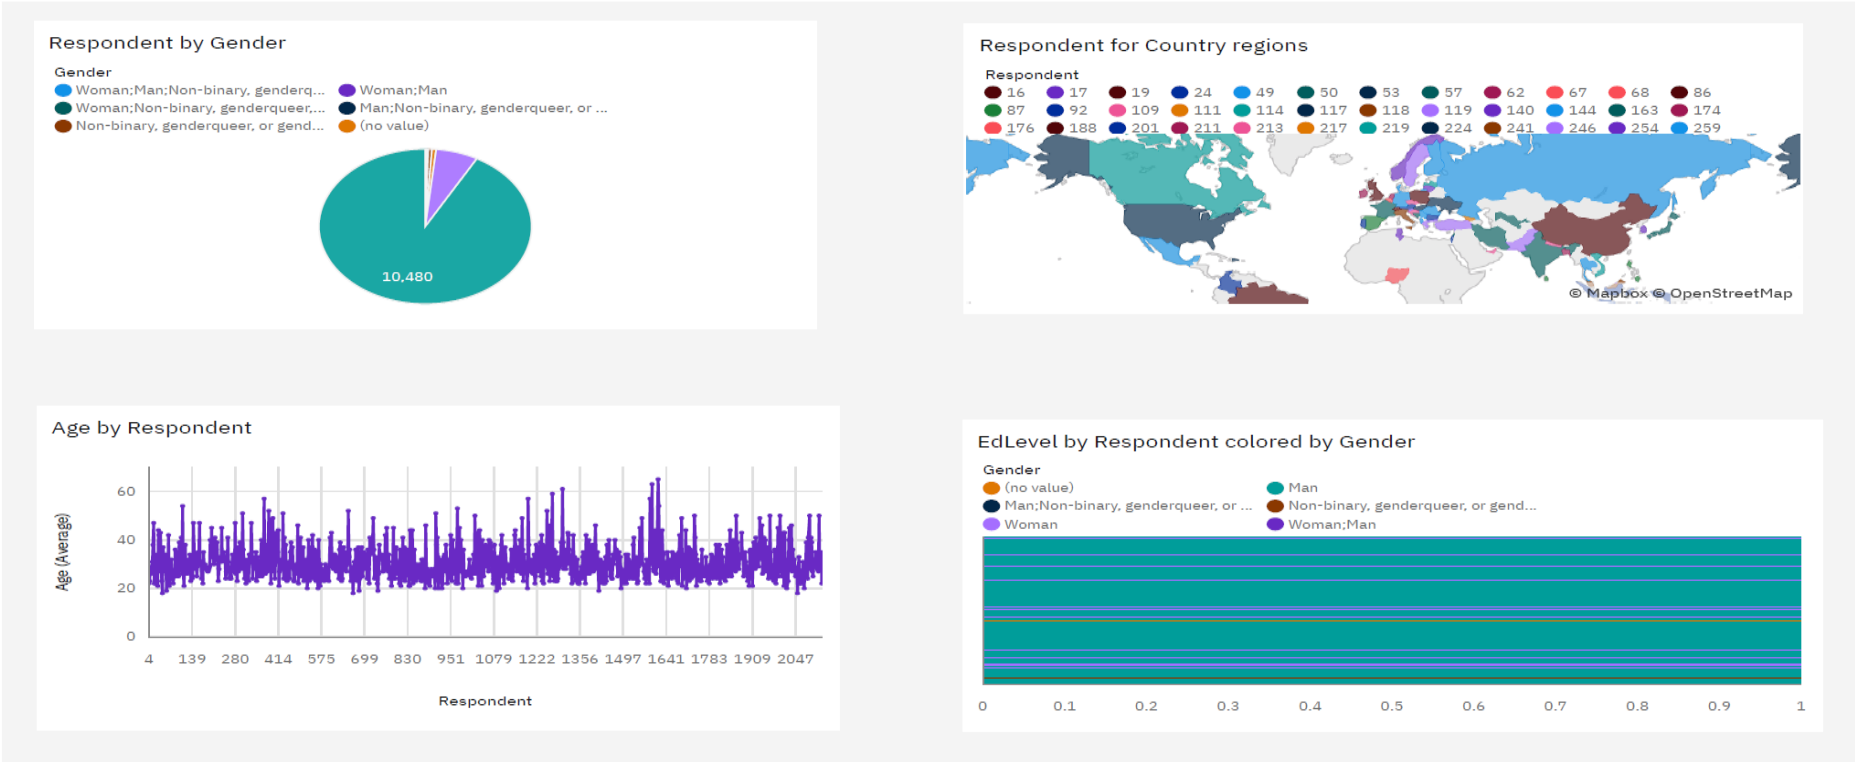 Respondent by Gender
Gender
Woman;Man;Non-binary, genderq... Woman;Man
Woman;Non-binary, genderqueer,... Man;Non-binary, genderqueer, or ...
Non-binary, genderqueer, or gend... (no value)
10,480
Respondent for Country regions
Respondent
16 17 19 24 49 50 53 57 62 67 68 86
87 92 109 111 114 117 118 119 140 144 163 174
176 188 201 211 213 217 219 224 241 246 254 259
© Mapbox © OpenStreetMap
Age by Respondent
Age (Average)
60
40
20
0
4 139 280 414 575 699 830 951 1079 1222 1356 1497 1641 1783 1909 2047
Respondent
EdLevel by Respondent colored by Gender
Gender
(no value) Man
Man;Non-binary, genderqueer, or ... Non-binary, genderqueer, or gend...
Woman Woman;Man
0 0.1 0.2 0.3 0.4 0.5 0.6 0.7 0.8 0.9 1